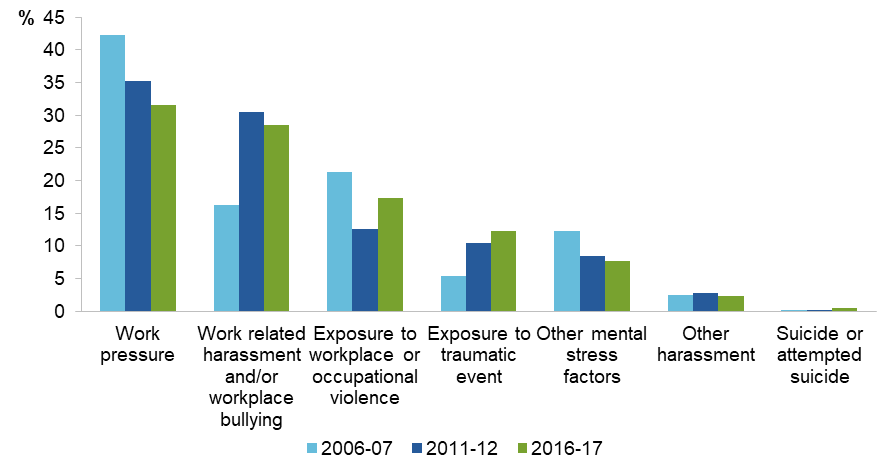 % 45
40
35
30
25
20
15
10
5
0
Work
pressure
Work related
harassment
and/or
workplace
bullying
Exposure to
workplace or
occupational
violence
Exposure to
traumatic
event
Other mental
stress
factors
Other
harassment
Suicide or
attempted
suicide
2006-07 2011-12 2016-17